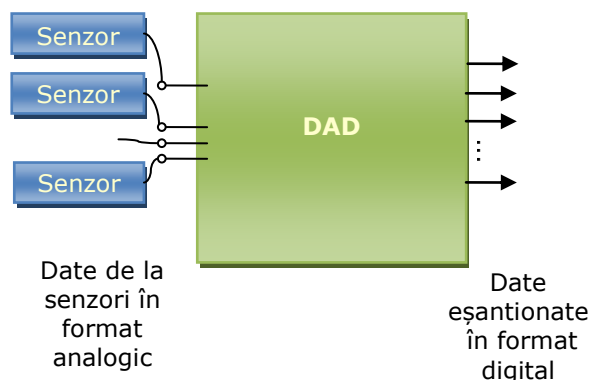 Senzor
Senzor
DAD
Senzor
Date de la
senzori în
format
analogic
Date
eșantionate
în format
digital